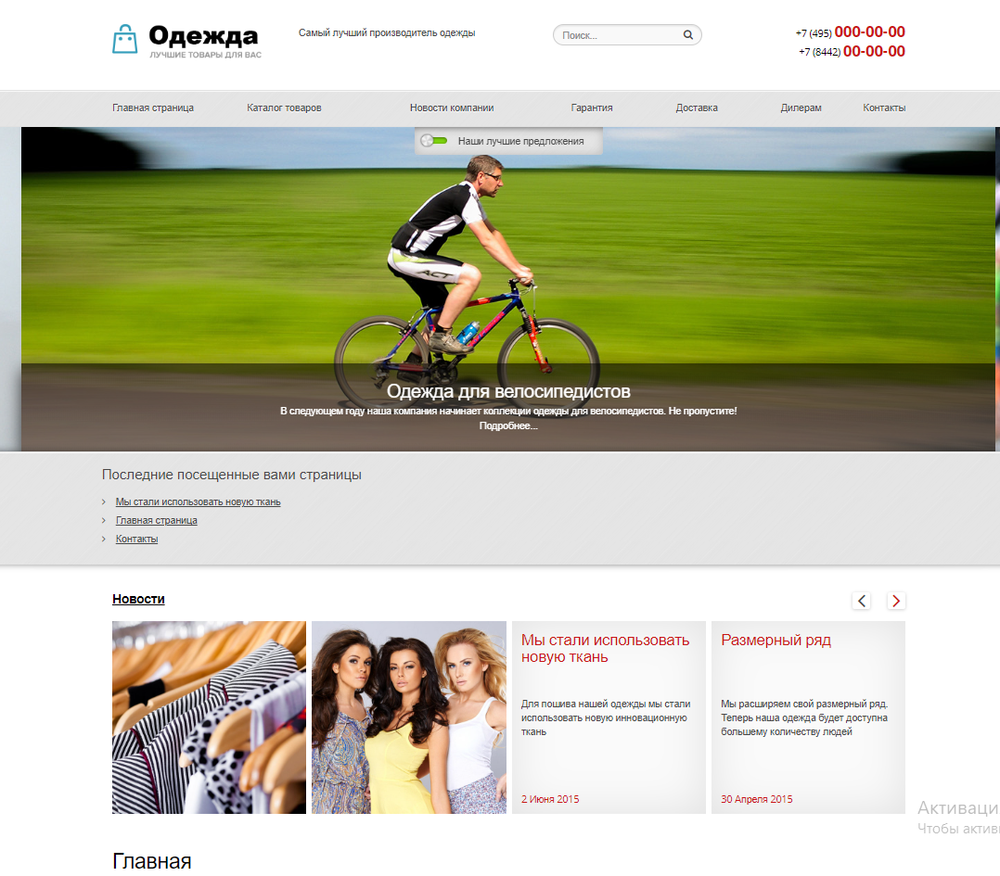 Одежда
ЛУЧШИЕ ТОВАРЫ ДЛЯ ВАС
Самый лучший производитель одежды
Поиск...
+7 (495) 000-00-00
+7 (8442) 00-00-00
Главная страница
Каталог товаров
Новости компании
Гарантия
Доставка
Дилерам
Контакты
Наши лучшие предложения
ACT
Одежда для велосипедистов
В следующем году наша компания начинает коллекции одежды для велосипедистов. Не пропустите!
Подробнее...
Последние посещенные вами страницы
Мы стали использовать новую ткань
Главная страница
Контакты
Новости
Мы стали использовать
новую ткань
Для пошива нашей одежды мы стали
использовать новую инновационную
ткань
2 Июня 2015
Размерный ряд
Мы расширяем свой размерный ряд.
Теперь наша одежда будет доступна
большему количеству людей
30 Апреля 2015
Активаци
Чтобы актив
Главная